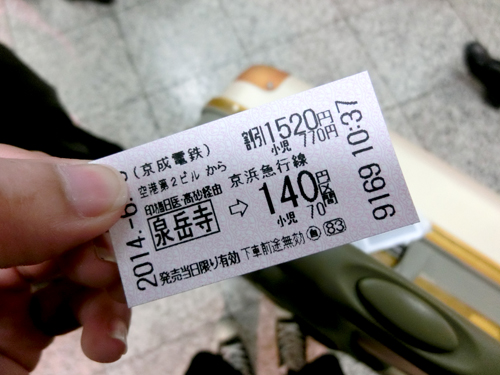 (京成電鉄) 割引1520円
小児 770円
空港第2ビル から 京浜急行線
印旛日医・高砂経由
泉岳寺 ⇨ 140円区間
小児 70
発売当日限り有効 下車前途無効 83
2014.-6.
9169 10:37